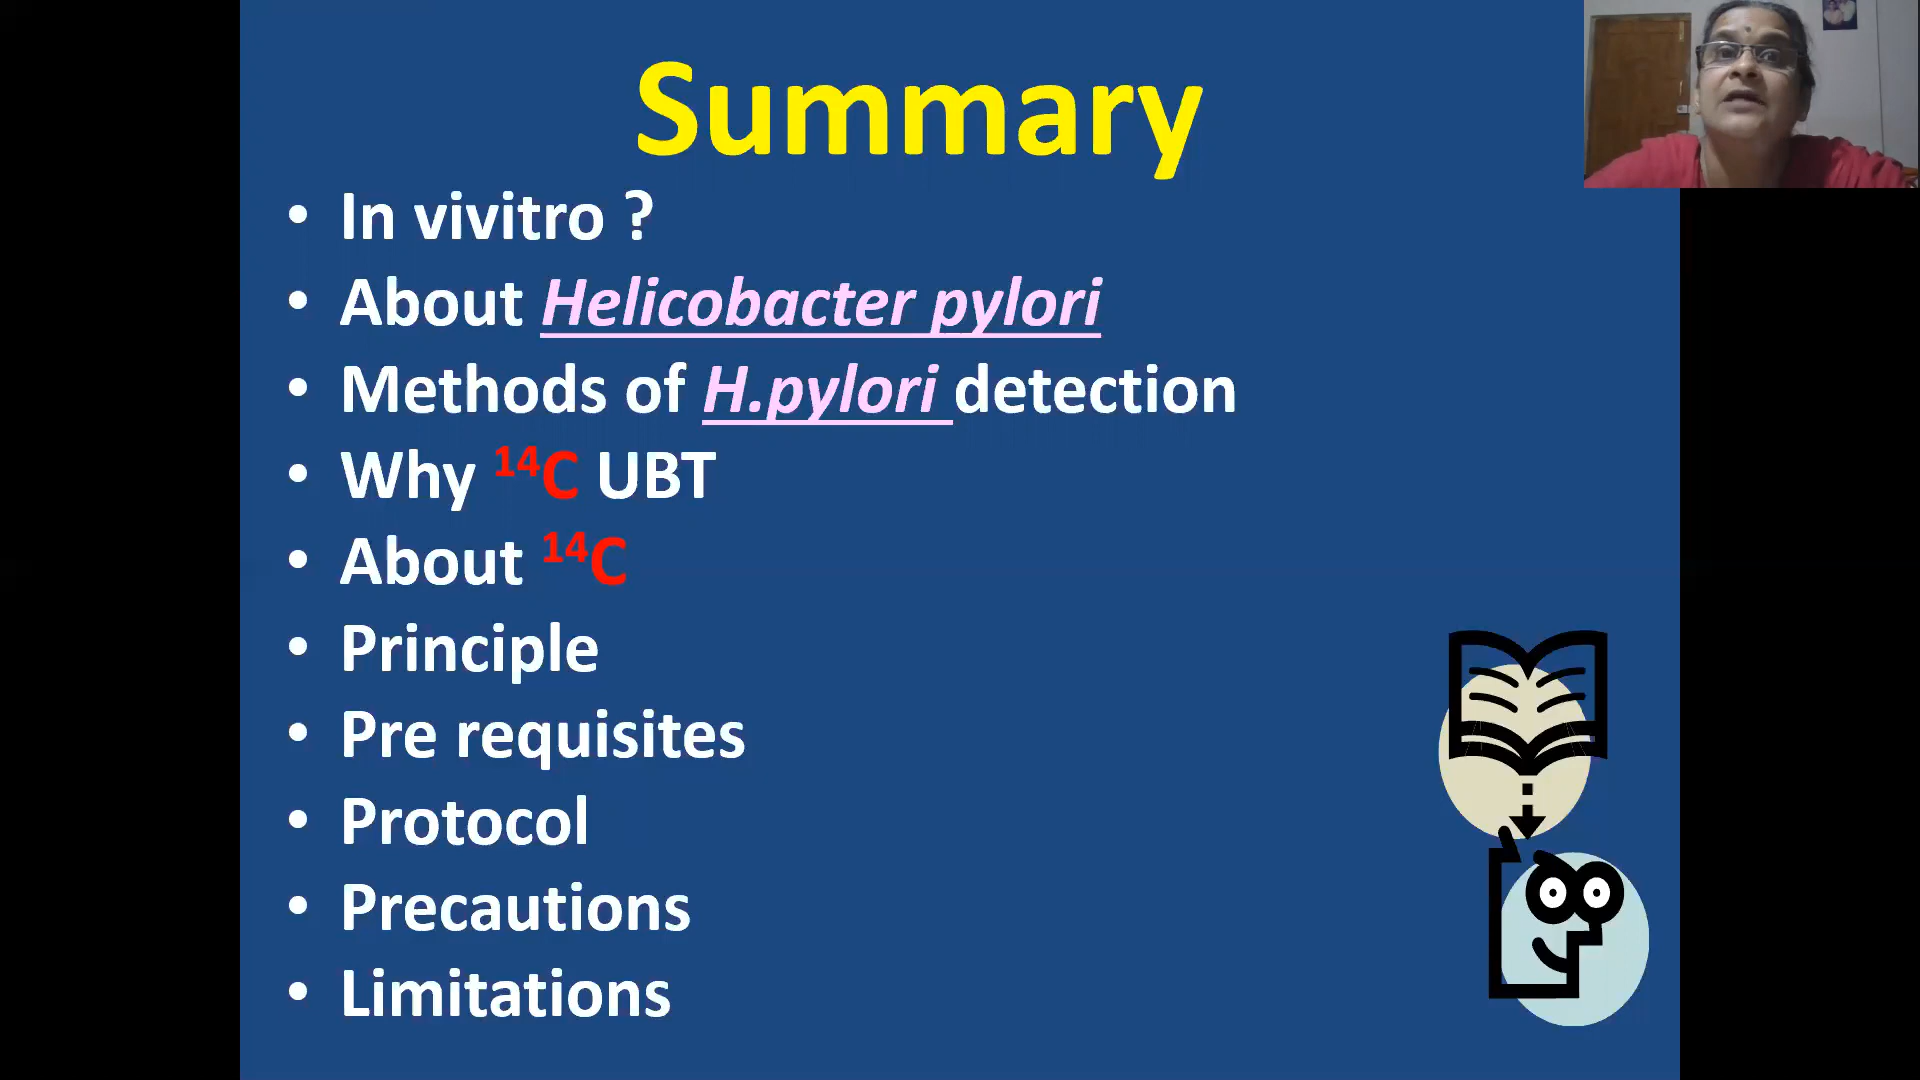 Summary
• In vivitro ?
• About Helicobacter pylori
• Methods of H.pylori detection
• Why ¹⁴C UBT
• About ¹⁴C
• Principle
• Pre requisites
• Protocol
• Precautions
• Limitations